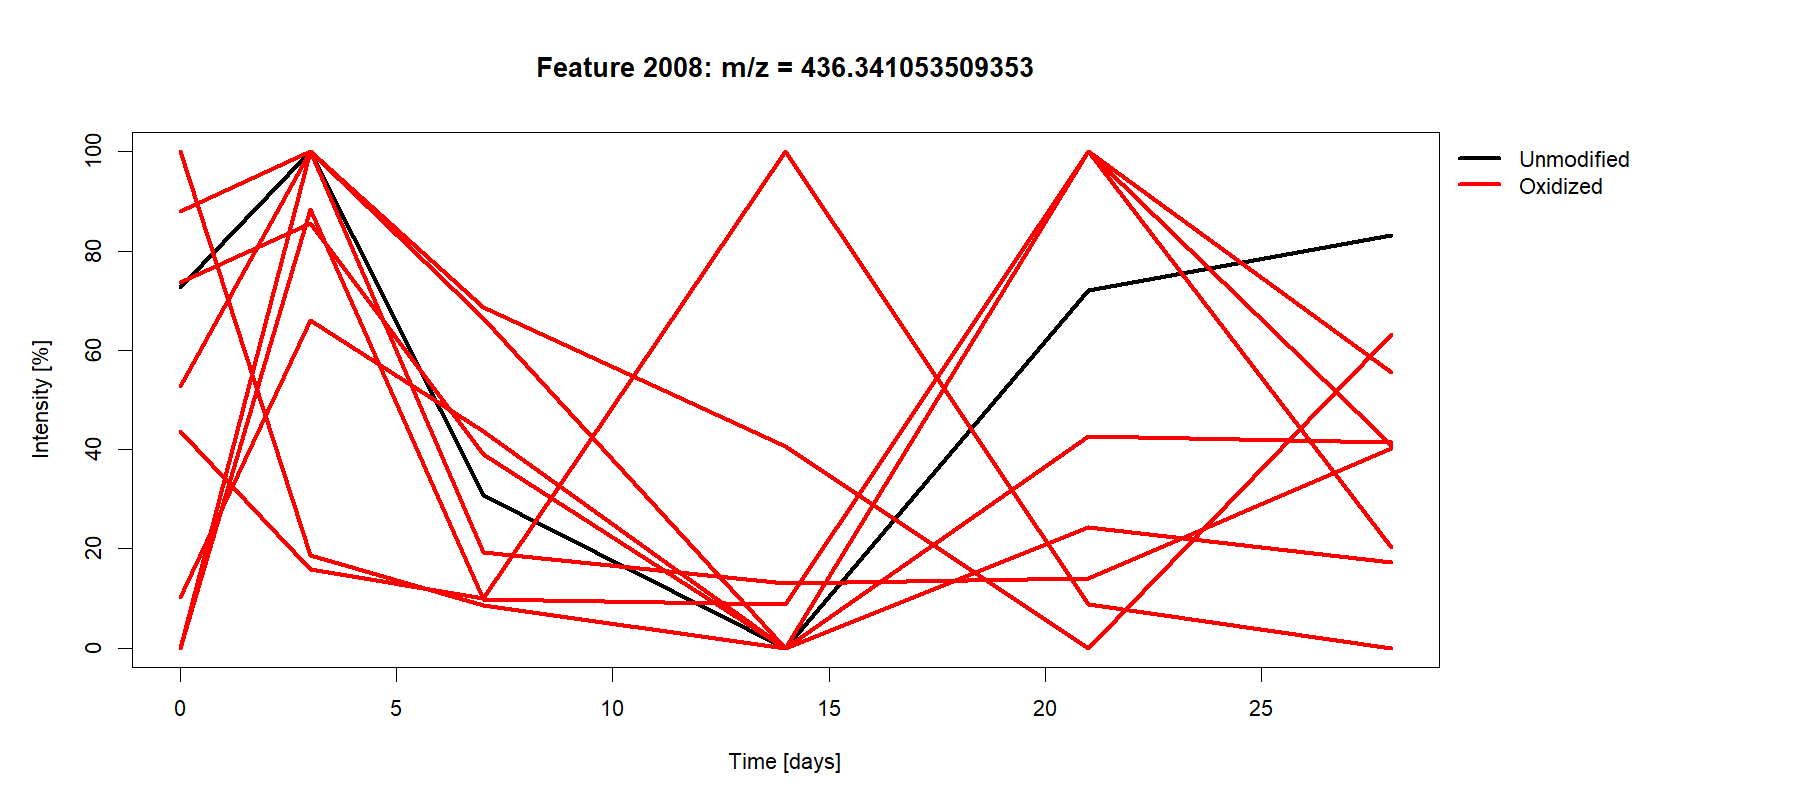 Feature 2008: m/z = 436.341053509353
Unmodified
Oxidized
Intensity [%]
100
80
60
40
20
0
0 5 10 15 20 25
Time [days]